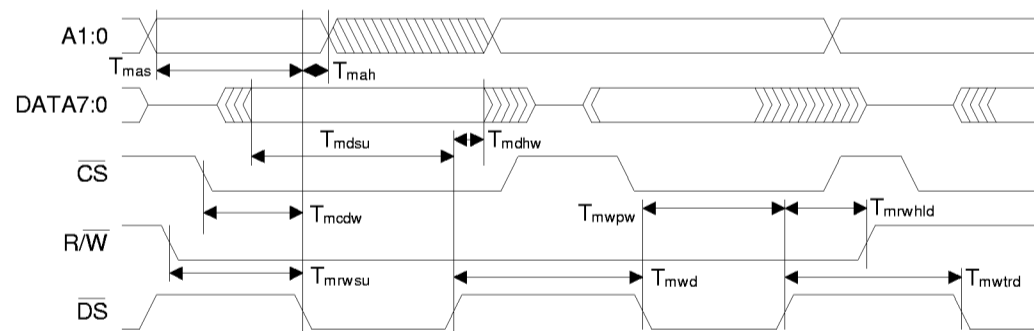 A1:0
Tmas
Tmah
DATA7:0
Tmdsu
Tmdhw
CS
Tmcdw
Tmwpw
Tmrwhld
R/W
Tmrwsu
Tmwd
Tmwtrd
DS